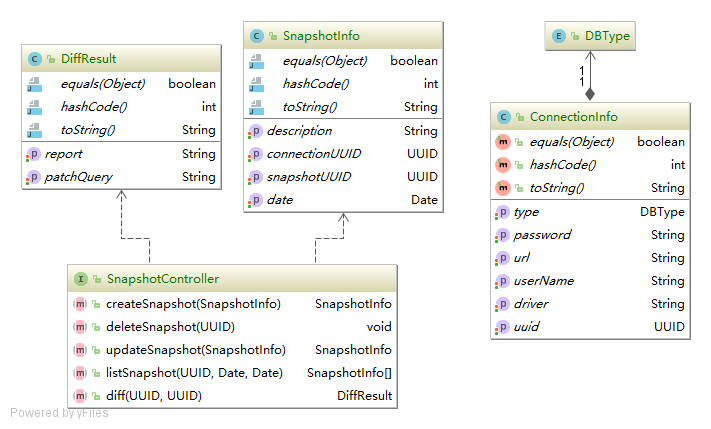 C DiffResult
equals(Object) boolean
hashCode() int
toString() String
p report String
p patchQuery String
C SnapshotInfo
equals(Object) boolean
hashCode() int
toString() String
p description String
p connectionUUID UUID
p snapshotUUID UUID
p date Date
E DBType
1
1
C ConnectionInfo
m equals(Object) boolean
m hashCode() int
m toString() String
p type DBType
p password String
p url String
p userName String
p driver String
p uuid UUID
I SnapshotController
m createSnapshot(SnapshotInfo) SnapshotInfo
m deleteSnapshot(UUID) void
m updateSnapshot(SnapshotInfo) SnapshotInfo
m listSnapshot(UUID, Date, Date) SnapshotInfo[]
m diff(UUID, UUID) DiffResult
Powered by yFiles